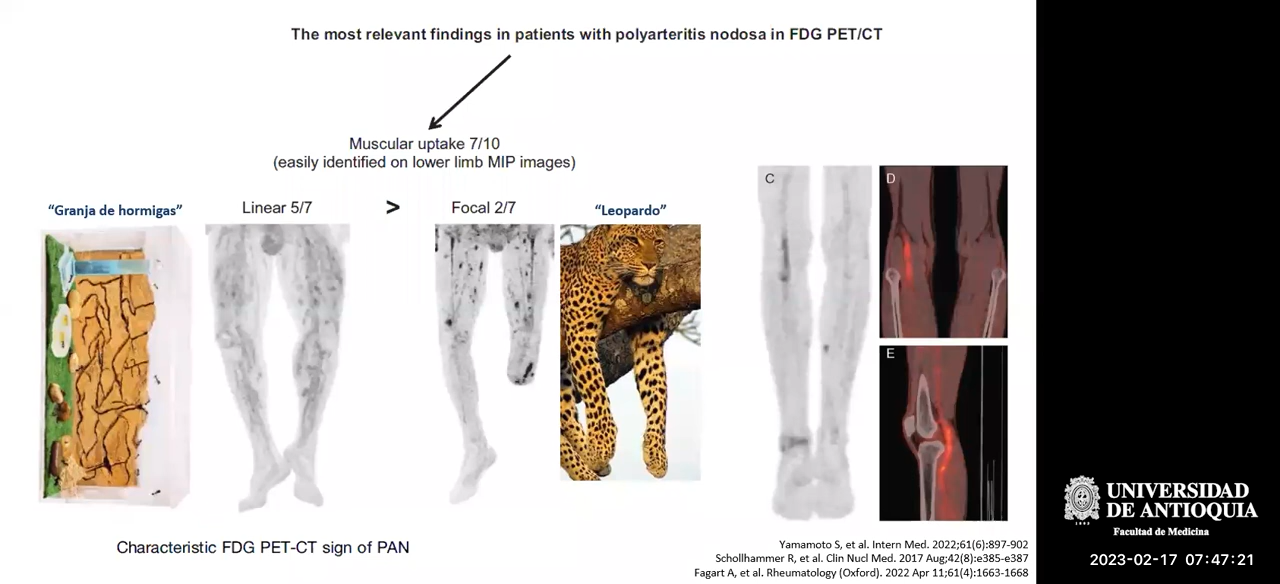 The most relevant findings in patients with polyarteritis nodosa in FDG PET/CT
Muscular uptake 7/10
(easily identified on lower limb MIP images)
“Granja de hormigas”
Linear 5/7
>
Focal 2/7
“Leopardo”
C
D
E
Characteristic FDG PET-CT sign of PAN
Yamamoto S, et al. Intern Med. 2022;61(6):897-902
Schollhammer R, et al. Clin Nucl Med. 2017 Aug;42(8):e385-e387
Fagart A, et al. Rheumatology (Oxford). 2022 Apr 11;61(4):1663-1668
UNIVERSIDAD
DE ANTIOQUIA
1803
Facultad de Medicina
2023-02-17 07:47:21